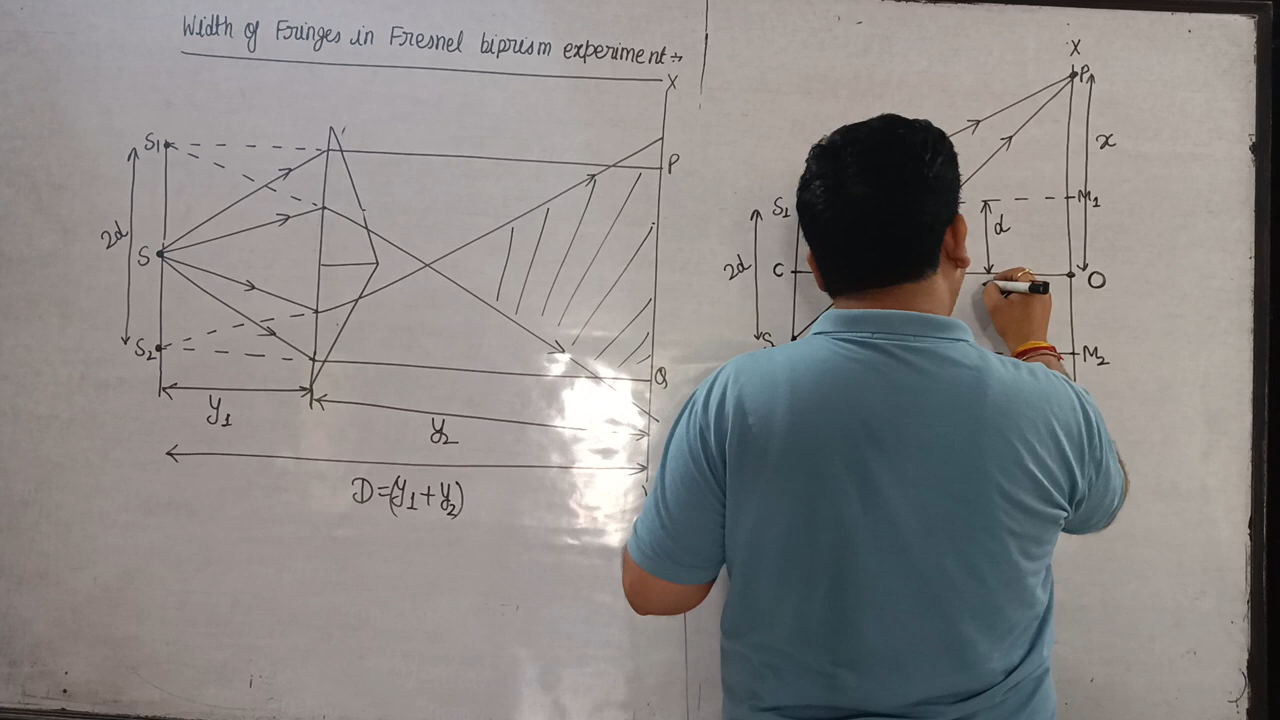 Width of Fringes in Fresnel biprism experiment :-
X
S1
P
2d
S
S2
Q
y1
y2
D=(y1+y2)
X
P
x
S1
M1
d
2d
C
O
M2